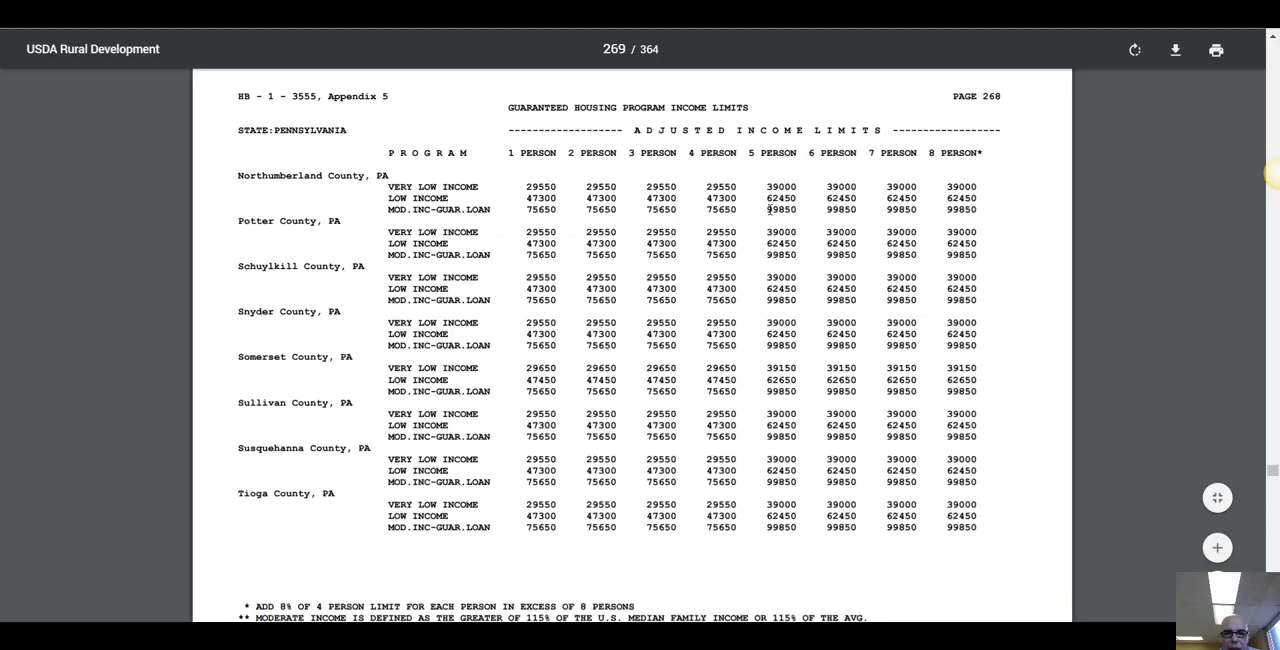 USDA Rural Development 269 / 364
HB - 1 - 3555, Appendix 5 PAGE 268
GUARANTEED HOUSING PROGRAM INCOME LIMITS
STATE:PENNSYLVANIA ------------------- A D J U S T E D I N C O M E L I M I T S ------------------
P R O G R A M 1 PERSON 2 PERSON 3 PERSON 4 PERSON 5 PERSON 6 PERSON 7 PERSON 8 PERSON*
Northumberland County, PA
VERY LOW INCOME 29550 29550 29550 29550 39000 39000 39000 39000
LOW INCOME 47300 47300 47300 47300 62450 62450 62450 62450
MOD.INC-GUAR.LOAN 75650 75650 75650 75650 99850 99850 99850 99850
Potter County, PA
VERY LOW INCOME 29550 29550 29550 29550 39000 39000 39000 39000
LOW INCOME 47300 47300 47300 47300 62450 62450 62450 62450
MOD.INC-GUAR.LOAN 75650 75650 75650 75650 99850 99850 99850 99850
Schuylkill County, PA
VERY LOW INCOME 29550 29550 29550 29550 39000 39000 39000 39000
LOW INCOME 47300 47300 47300 47300 62450 62450 62450 62450
MOD.INC-GUAR.LOAN 75650 75650 75650 75650 99850 99850 99850 99850
Snyder County, PA
VERY LOW INCOME 29550 29550 29550 29550 39000 39000 39000 39000
LOW INCOME 47300 47300 47300 47300 62450 62450 62450 62450
MOD.INC-GUAR.LOAN 75650 75650 75650 75650 99850 99850 99850 99850
Somerset County, PA
VERY LOW INCOME 29650 29650 29650 29650 39150 39150 39150 39150
LOW INCOME 47450 47450 47450 47450 62650 62650 62650 62650
MOD.INC-GUAR.LOAN 75650 75650 75650 75650 99850 99850 99850 99850
Sullivan County, PA
VERY LOW INCOME 29550 29550 29550 29550 39000 39000 39000 39000
LOW INCOME 47300 47300 47300 47300 62450 62450 62450 62450
MOD.INC-GUAR.LOAN 75650 75650 75650 75650 99850 99850 99850 99850
Susquehanna County, PA
VERY LOW INCOME 29550 29550 29550 29550 39000 39000 39000 39000
LOW INCOME 47300 47300 47300 47300 62450 62450 62450 62450
MOD.INC-GUAR.LOAN 75650 75650 75650 75650 99850 99850 99850 99850
Tioga County, PA
VERY LOW INCOME 29550 29550 29550 29550 39000 39000 39000 39000
LOW INCOME 47300 47300 47300 47300 62450 62450 62450 62450
MOD.INC-GUAR.LOAN 75650 75650 75650 75650 99850 99850 99850 99850
* ADD 8% OF 4 PERSON LIMIT FOR EACH PERSON IN EXCESS OF 8 PERSONS
** MODERATE INCOME IS DEFINED AS THE GREATER OF 115% OF THE U.S. MEDIAN FAMILY INCOME OR 115% OF THE AVG.